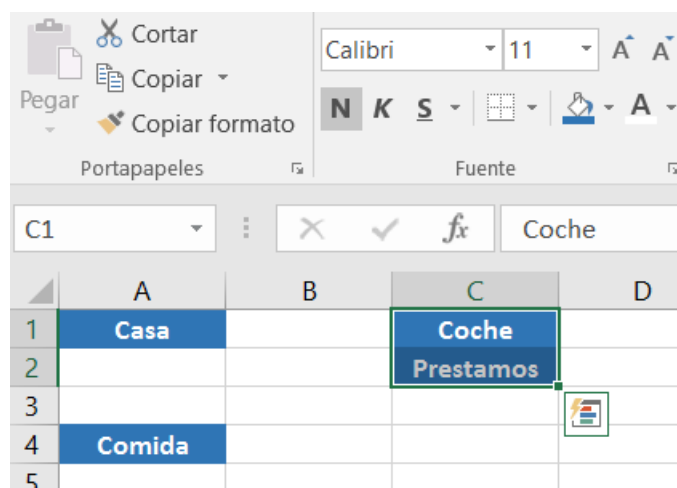 Cortar
Copiar
Pegar
Copiar formato
Portapapeles
Calibri 11 A A
N K S A
Fuente
C1 fx Coche
A B C D
1 Casa Coche
2 Prestamos
3
4 Comida
5